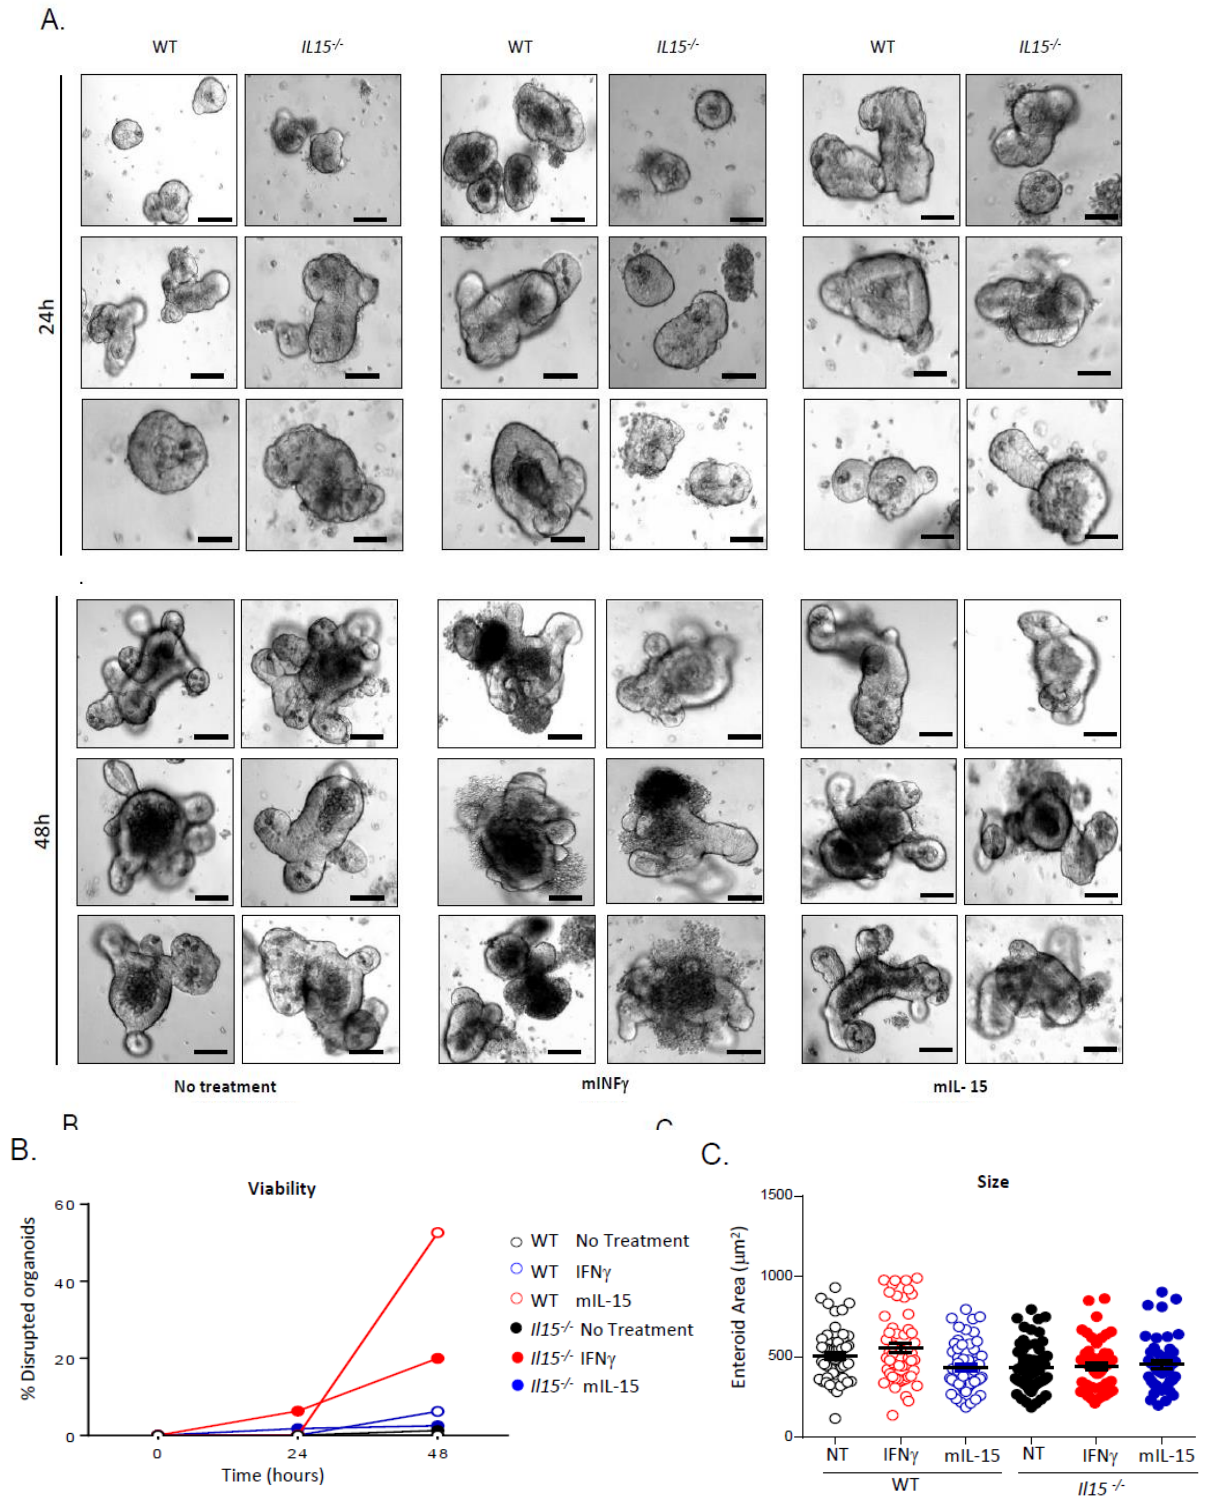 A.
WT IL15-/- WT IL15-/- WT IL15-/-
24h
48h
No treatment mINFγ mIL- 15
B.
Viability
% Disrupted organoids
60
40
20
0
0 24 48
Time (hours)
WT No Treatment
WT IFNγ
WT mIL-15
Il15-/- No Treatment
Il15-/- IFNγ
Il15-/- mIL-15
C.
Size
Enteroid Area (µm²)
1500
1000
500
0
NT IFNγ mIL-15 NT IFNγ mIL-15
WT Il15 -/-